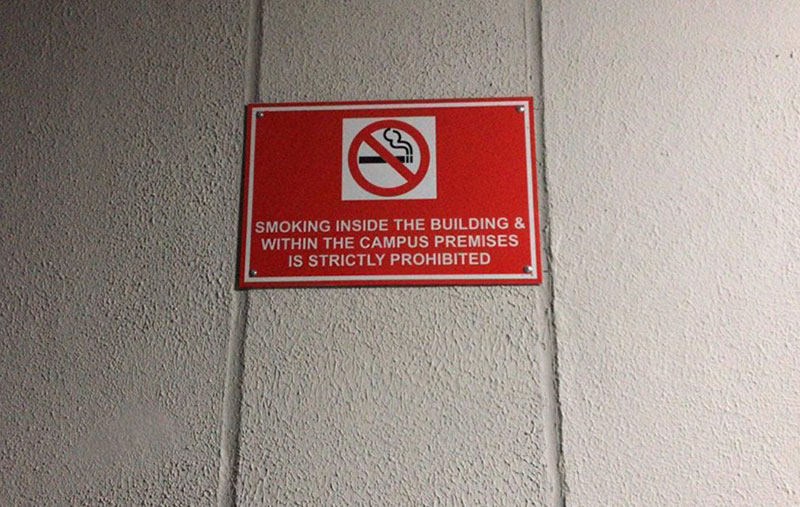 SMOKING INSIDE THE BUILDING &
WITHIN THE CAMPUS PREMISES
IS STRICTLY PROHIBITED